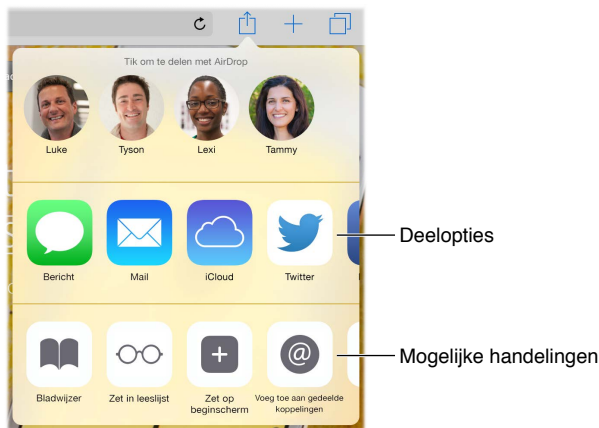 Tik om te delen met AirDrop
Luke
Tyson
Lexi
Tammy
Bericht
Mail
iCloud
Twitter
Deelopties
Bladwijzer
Zet in leeslijst
Zet op
beginscherm
Voeg toe aan gedeelde
koppelingen
Mogelijke handelingen